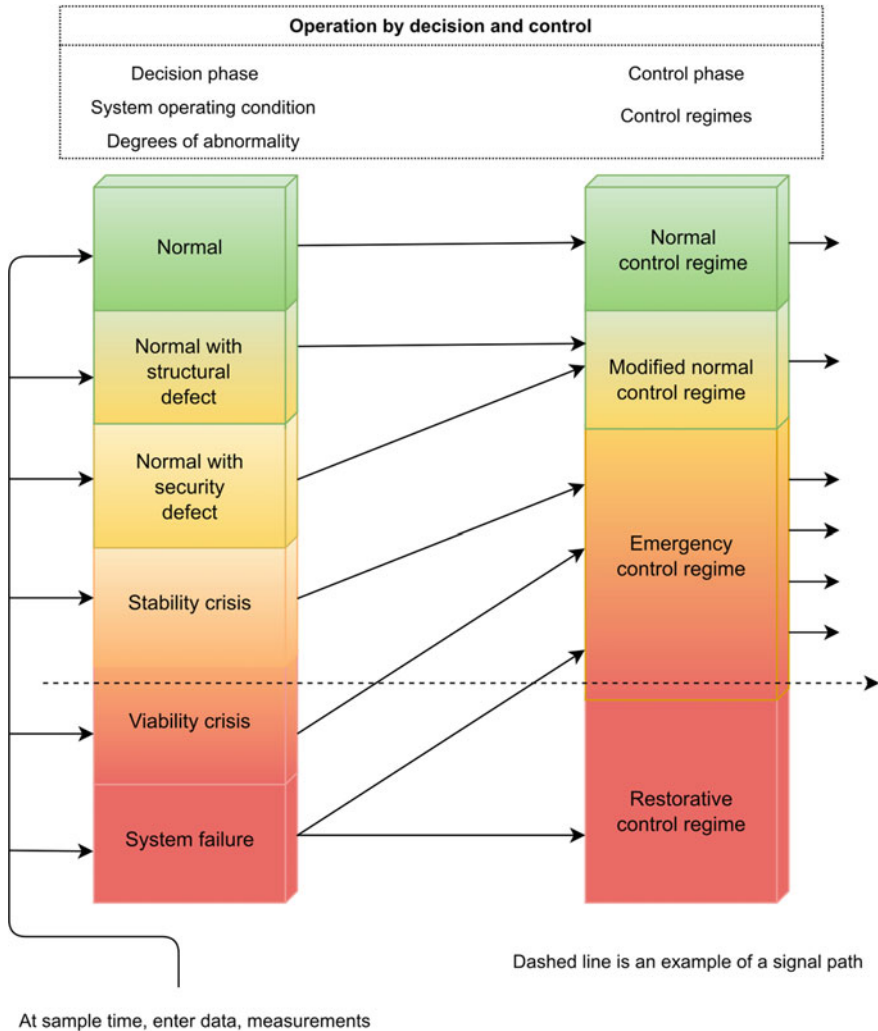 Operation by decision and control
Decision phase
System operating condition
Degrees of abnormality
Control phase
Control regimes
Normal
Normal with
structural
defect
Normal with
security
defect
Stability crisis
Viability crisis
System failure
Normal
control regime
Modified normal
control regime
Emergency
control regime
Restorative
control regime
Dashed line is an example of a signal path
At sample time, enter data, measurements